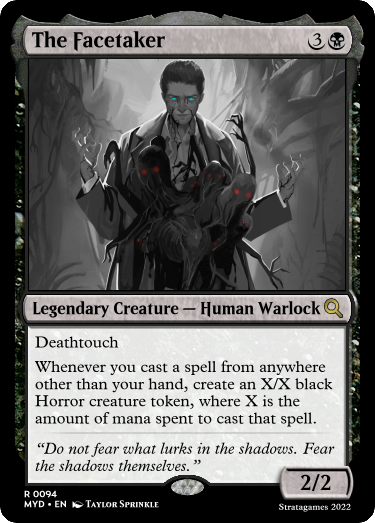 The Facetaker 3
Legendary Creature — Human Warlock
Deathtouch
Whenever you cast a spell from anywhere
other than your hand, create an X/X black
Horror creature token, where X is the
amount of mana spent to cast that spell.
“Do not fear what lurks in the shadows. Fear
the shadows themselves.”
2/2
R 0094
MYD • EN Taylor Sprinkle
Stratagames 2022